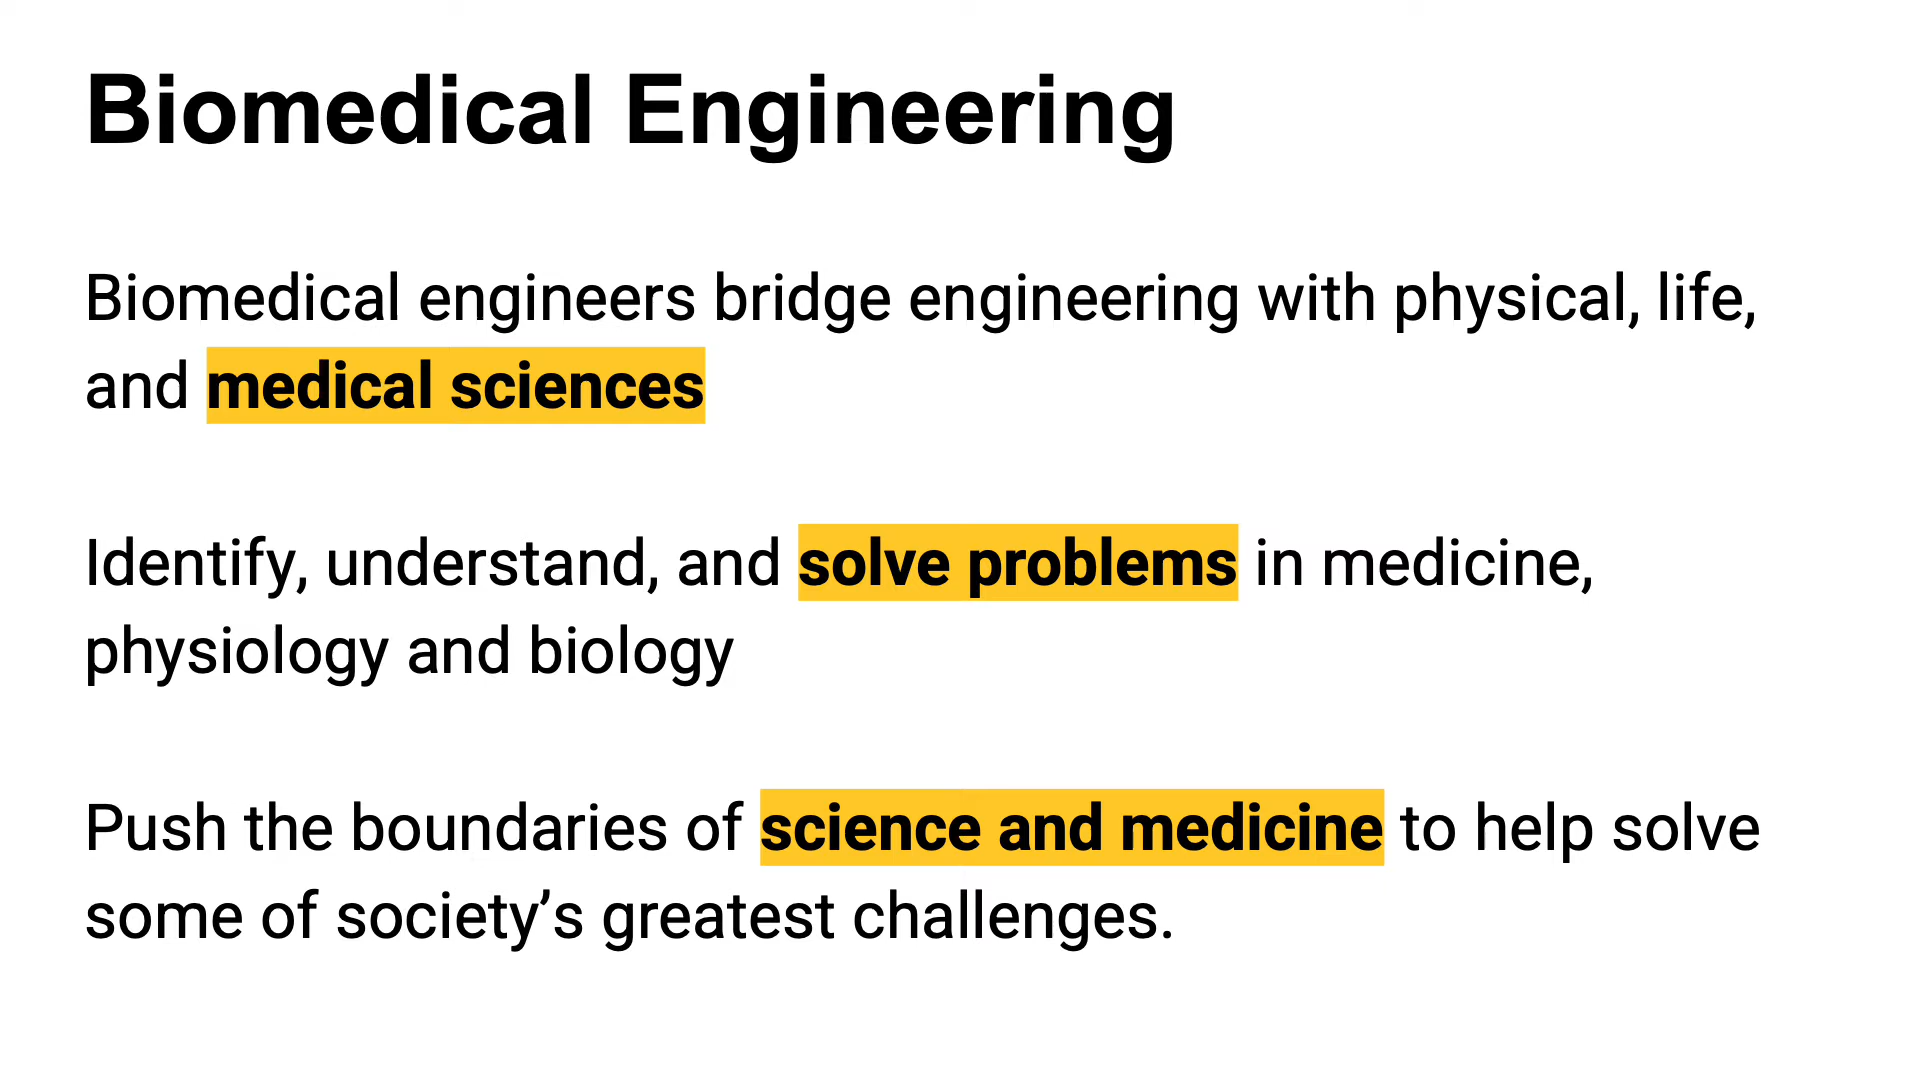 Biomedical Engineering
Biomedical engineers bridge engineering with physical, life,
and medical sciences
Identify, understand, and solve problems in medicine,
physiology and biology
Push the boundaries of science and medicine to help solve
some of society’s greatest challenges.